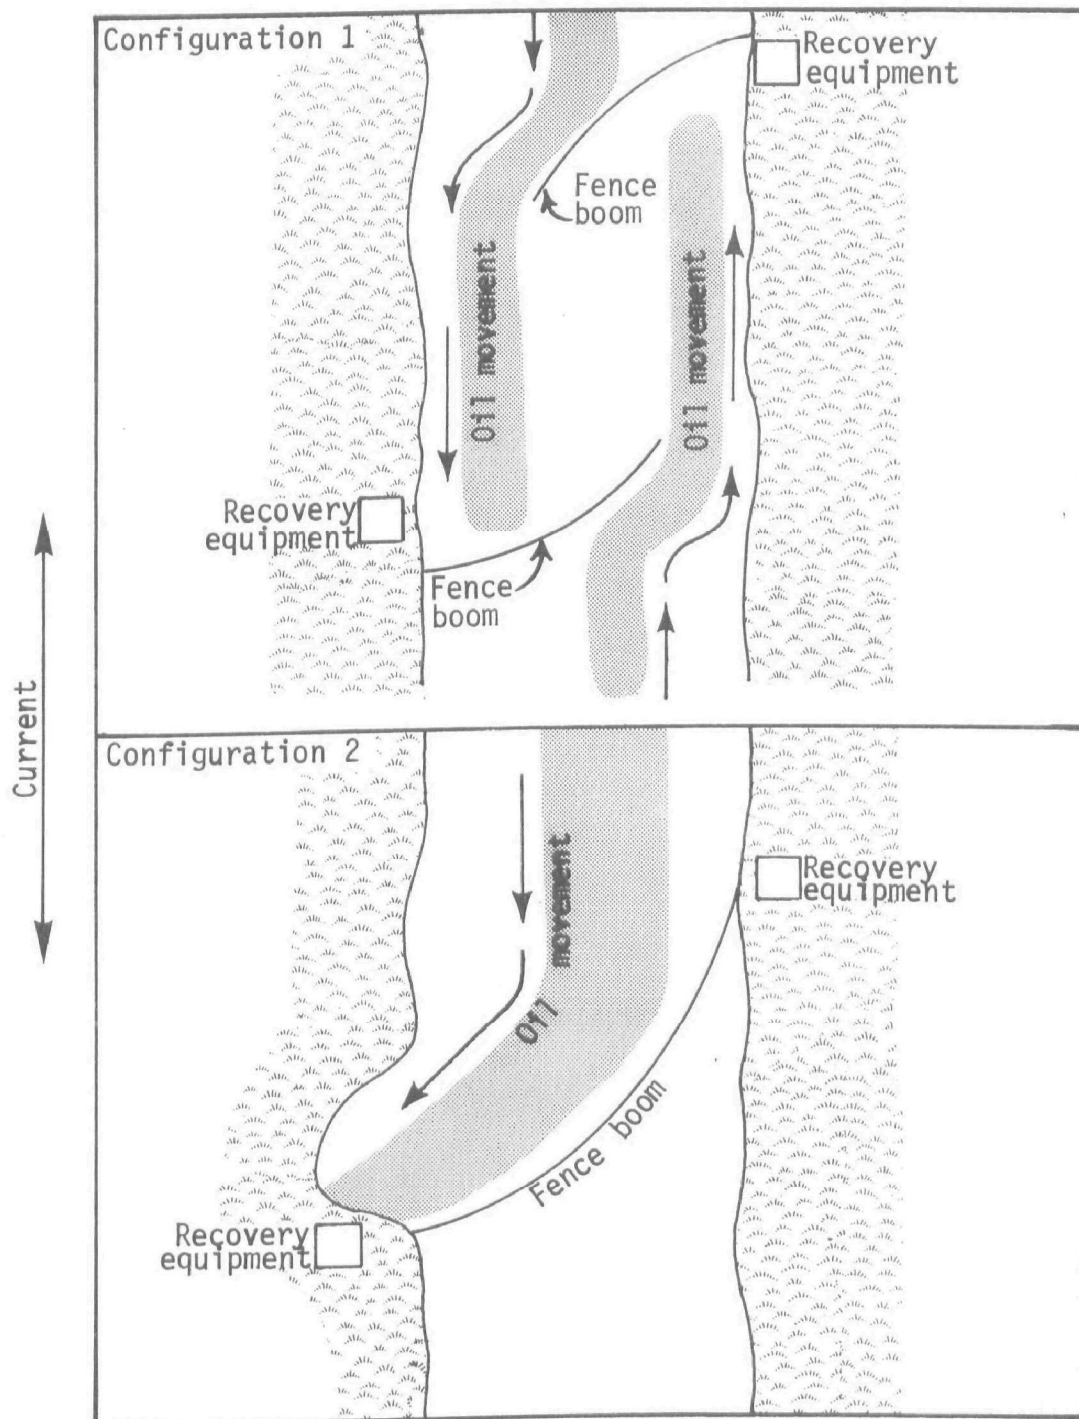 Configuration 1
Recovery
equipment
Fence
boom
Oil movement
Oil movement
Recovery
equipment
Fence
boom
Current
Configuration 2
Oil movement
Recovery
equipment
Fence boom
Recovery
equipment